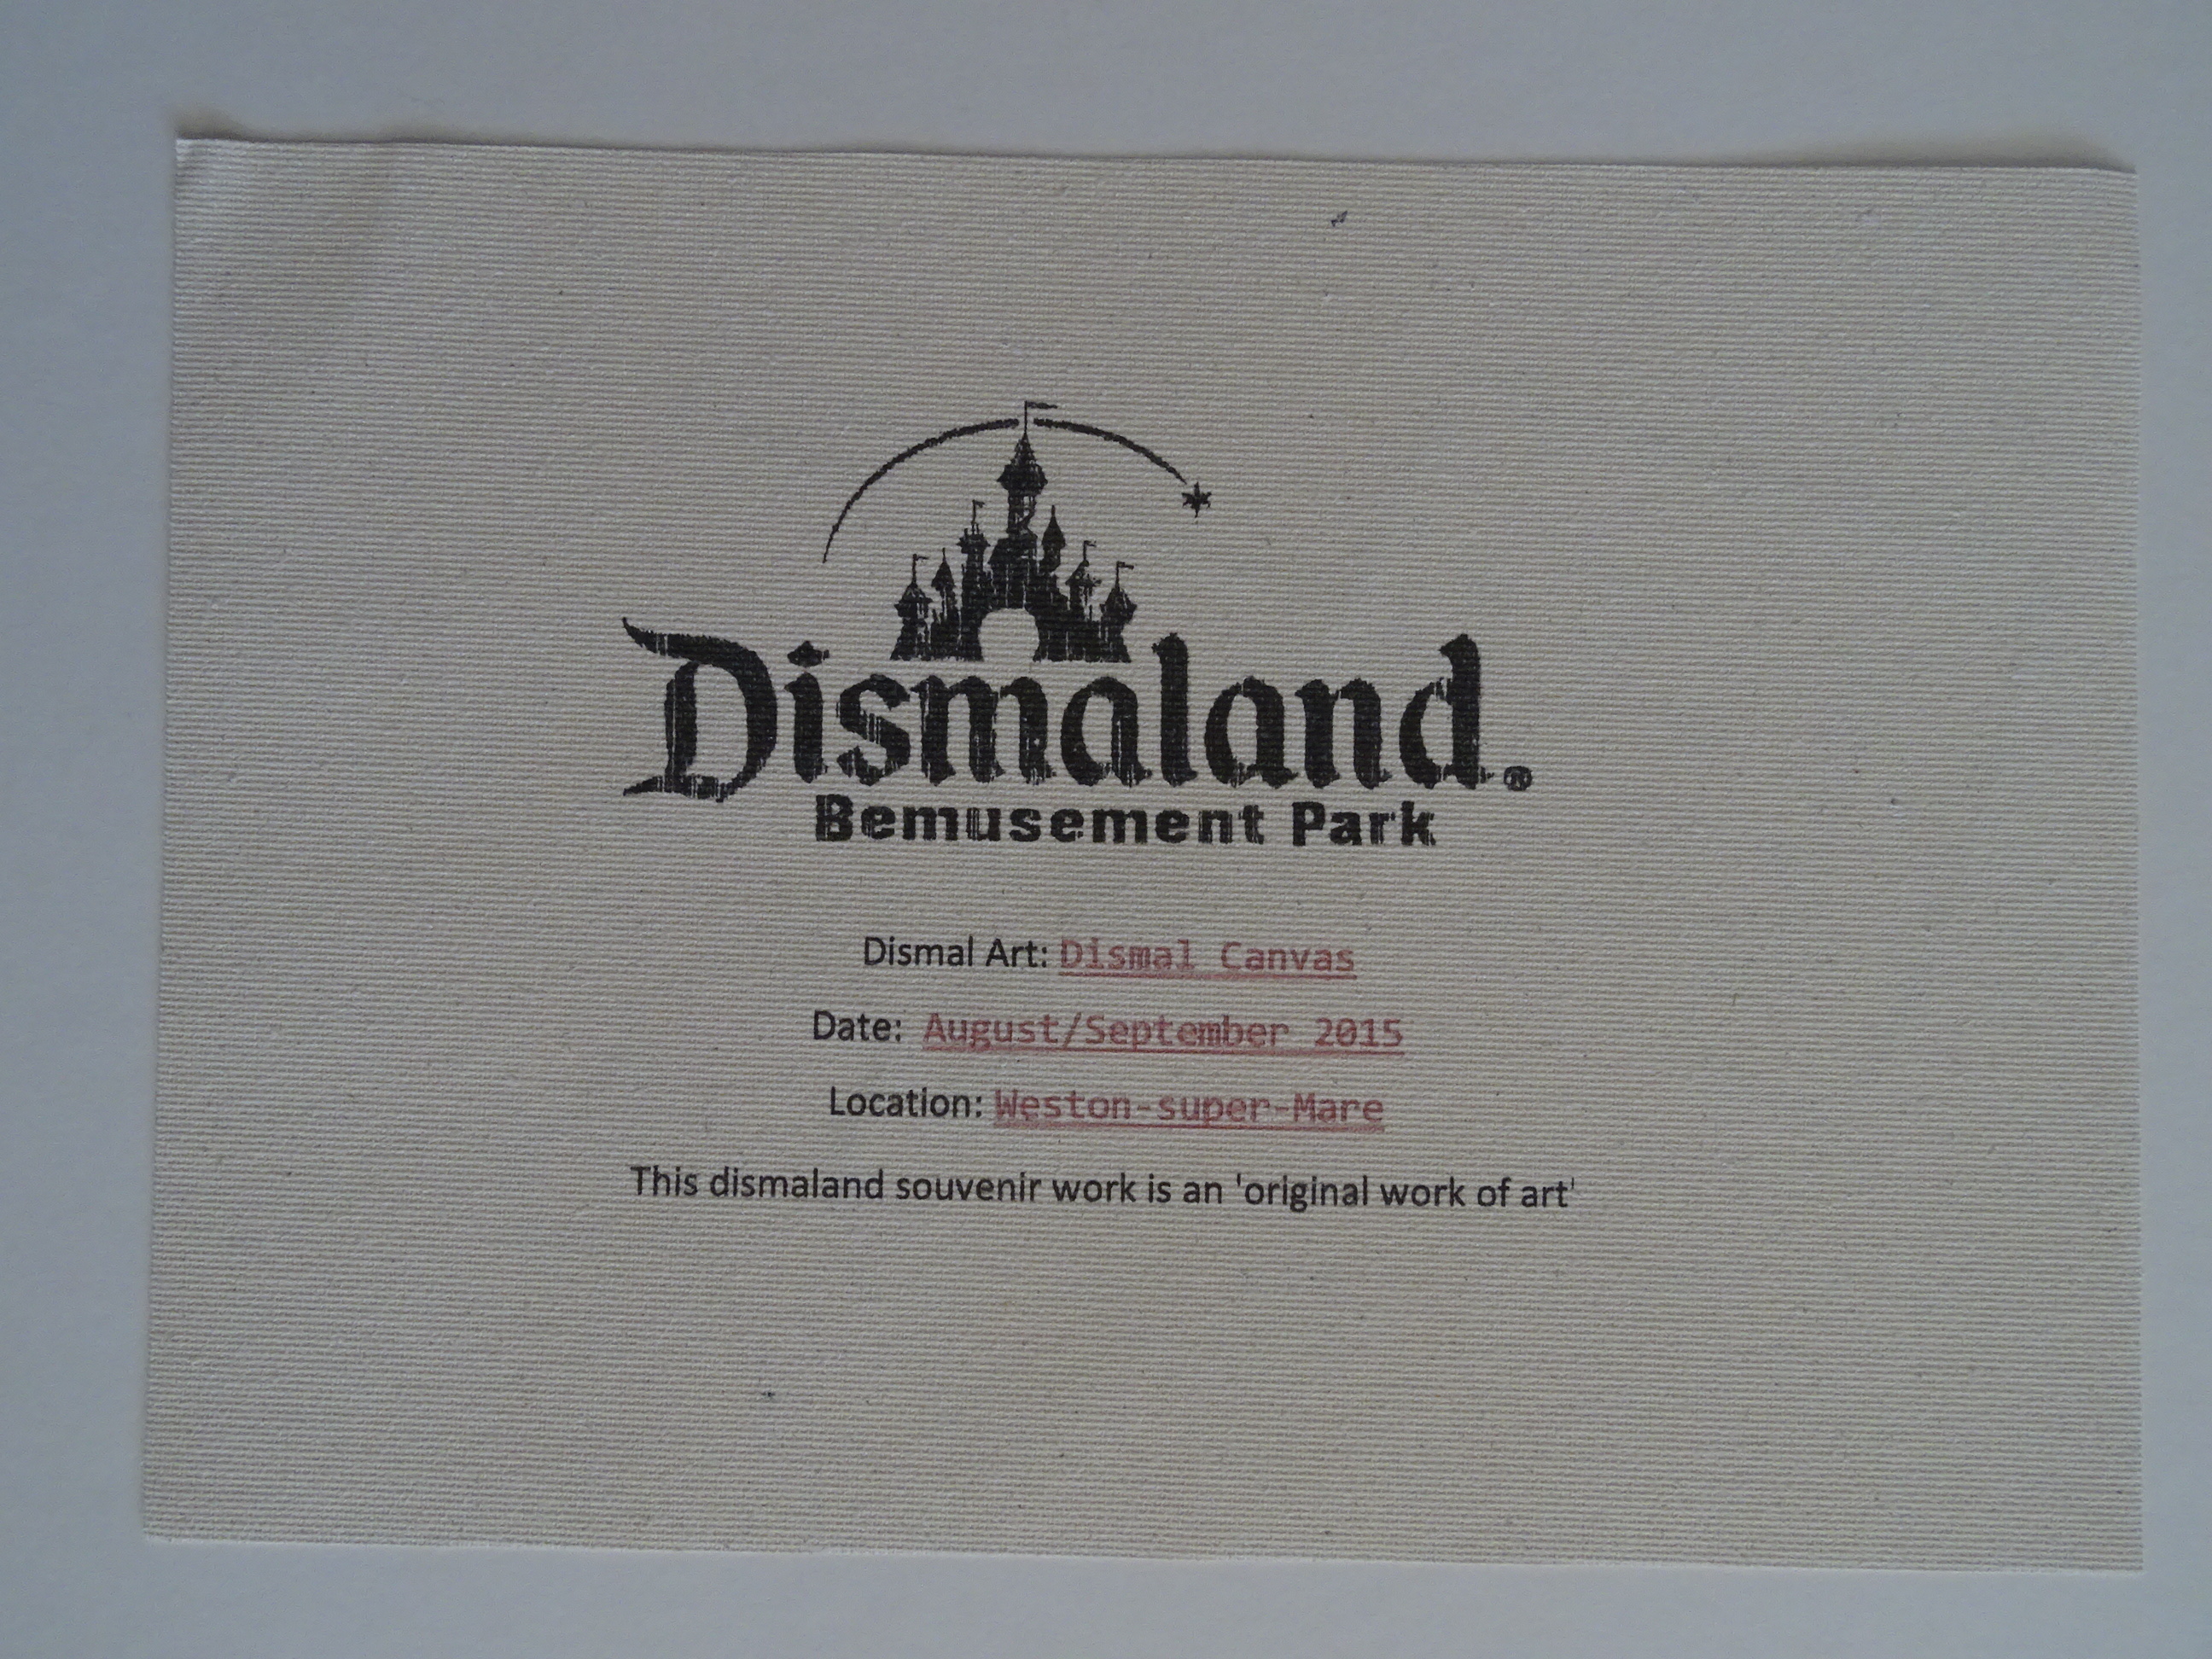 Dismaland.®
Bemusement Park
Dismal Art: Dismal Canvas
Date: August/September 2015
Location: Weston-super-Mare
This dismaland souvenir work is an 'original work of art'